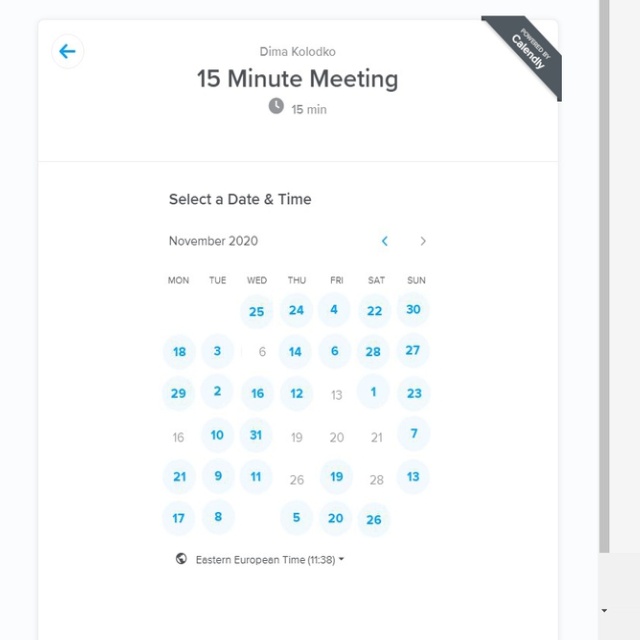 Dima Kolodko
POWERED BY
Calendly
15 Minute Meeting
15 min
Select a Date & Time
November 2020
MON TUE WED THU FRI SAT SUN
25 24 4 22 30
18 3 6 14 6 28 27
29 2 16 12 13 1 23
16 10 31 19 20 21 7
21 9 11 26 19 28 13
17 8 5 20 26
Eastern European Time (11:38)